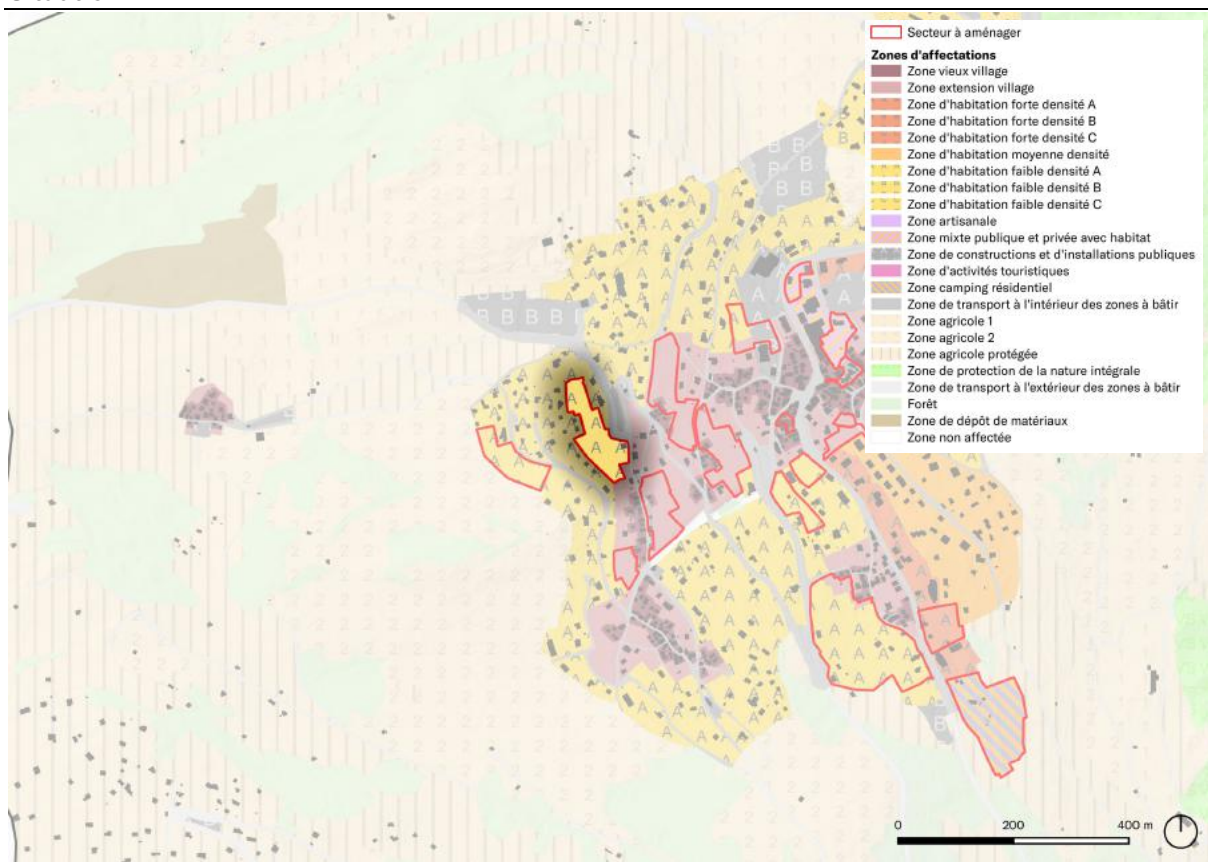 Secteur à aménager
Zones d'affectations
Zone vieux village
Zone extension village
Zone d'habitation forte densité A
Zone d'habitation forte densité B
Zone d'habitation forte densité C
Zone d'habitation moyenne densité
Zone d'habitation faible densité A
Zone d'habitation faible densité B
Zone d'habitation faible densité C
Zone artisanale
Zone mixte publique et privée avec habitat
Zone de constructions et d'installations publiques
Zone d'activités touristiques
Zone camping résidentiel
Zone de transport à l'intérieur des zones à bâtir
Zone agricole 1
Zone agricole 2
Zone agricole protégée
Zone de protection de la nature intégrale
Zone de transport à l'extérieur des zones à bâtir
Forêt
Zone de dépôt de matériaux
Zone non affectée
0 200 400 m